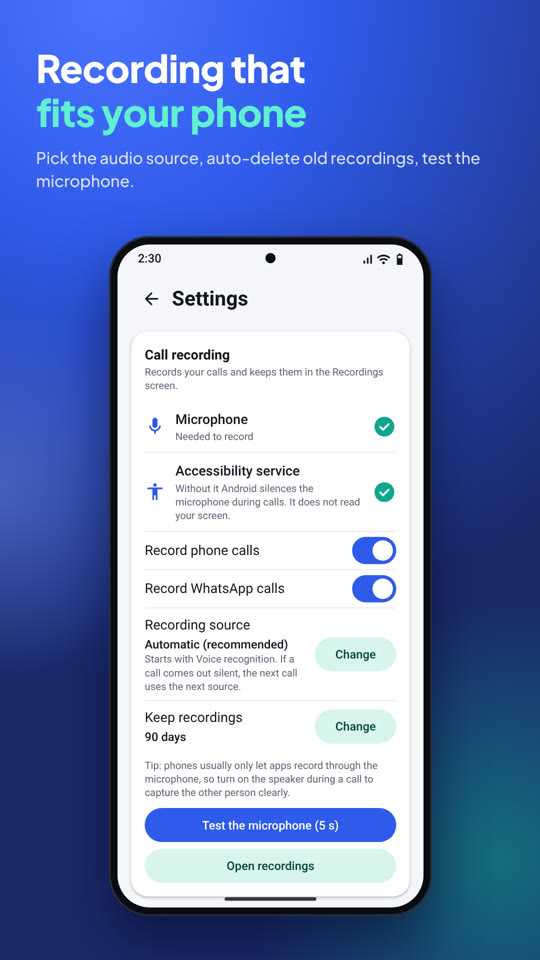 Recording that
fits your phone
Pick the audio source, auto-delete old recordings, test the
microphone.
2:30
Settings
Call recording
Records your calls and keeps them in the Recordings
screen.
Microphone
Needed to record
Accessibility service
Without it Android silences the
microphone during calls. It does not read
your screen.
Record phone calls
Record WhatsApp calls
Recording source
Automatic (recommended)
Starts with Voice recognition. If a
call comes out silent, the next call
uses the next source.
Change
Keep recordings
90 days
Change
Tip: phones usually only let apps record through the
microphone, so turn on the speaker during a call to
capture the other person clearly.
Test the microphone (5 s)
Open recordings